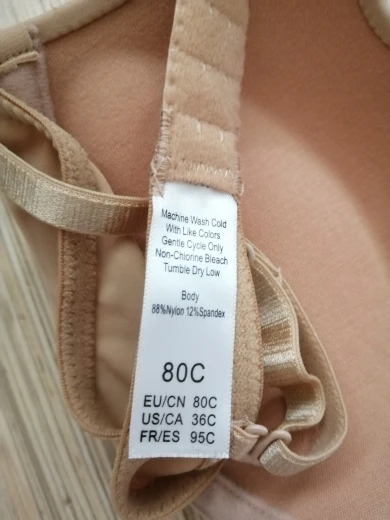 Machine Wash Cold
With Like Colors
Gentle Cycle Only
Non-Chlorine Bleach
Tumble Dry Low
Body
88%Nylon 12%Spandex
80C
EU/CN 80C
US/CA 36C
FR/ES 95C